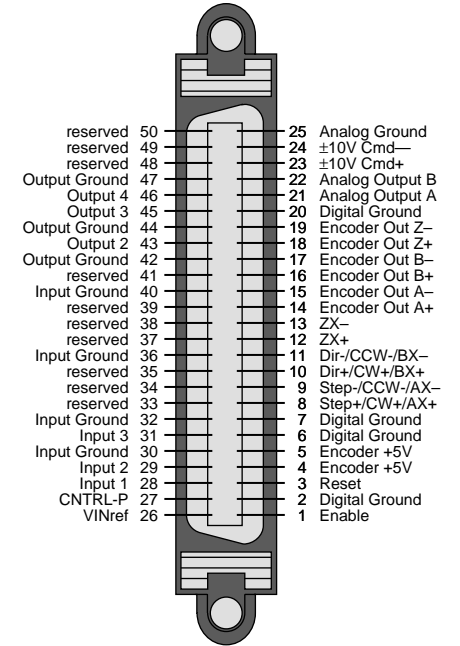 reserved 50 25 Analog Ground
reserved 49 24 ±10V Cmd—
reserved 48 23 ±10V Cmd+
Output Ground 47 22 Analog Output B
Output 4 46 21 Analog Output A
Output 3 45 20 Digital Ground
Output Ground 44 19 Encoder Out Z–
Output 2 43 18 Encoder Out Z+
Output Ground 42 17 Encoder Out B–
reserved 41 16 Encoder Out B+
Input Ground 40 15 Encoder Out A–
reserved 39 14 Encoder Out A+
reserved 38 13 ZX–
reserved 37 12 ZX+
Input Ground 36 11 Dir-/CCW-/BX–
reserved 35 10 Dir+/CW+/BX+
reserved 34 9 Step-/CCW-/AX–
reserved 33 8 Step+/CW+/AX+
Input Ground 32 7 Digital Ground
Input 3 31 6 Digital Ground
Input Ground 30 5 Encoder +5V
Input 2 29 4 Encoder +5V
Input 1 28 3 Reset
CNTRL-P 27 2 Digital Ground
VINref 26 1 Enable